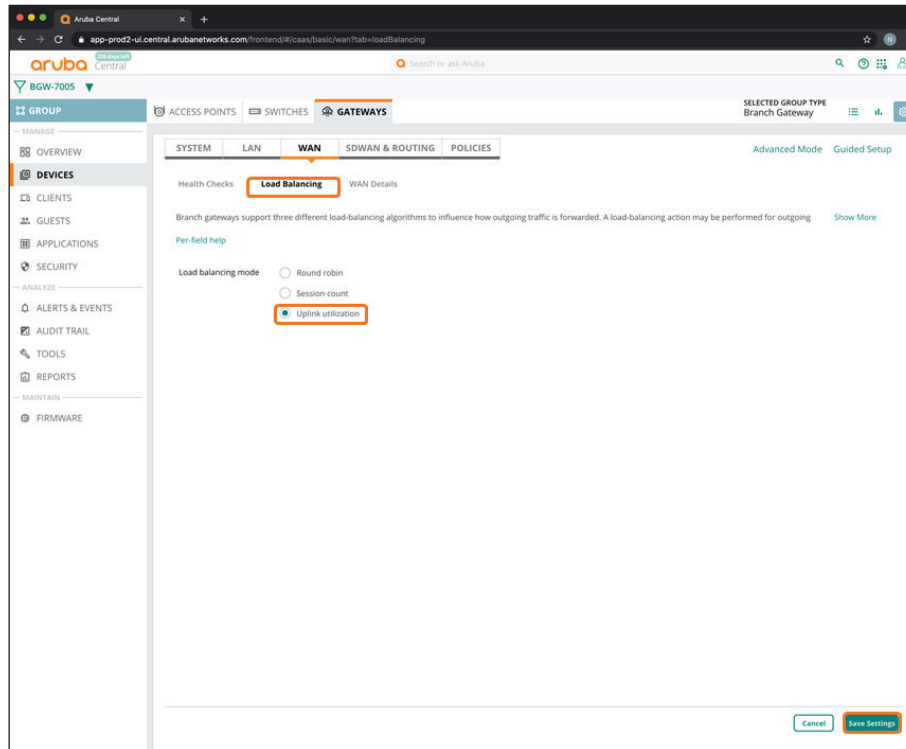 Aruba Central
app-prod2-ui.central.arubanetworks.com/frontend/#/caas/basic/wan?tab=loadBalancing
N
aruba Central
Search or ask Aruba
BGW-7005
GROUP
ACCESS POINTS SWITCHES GATEWAYS
SELECTED GROUP TYPE
Branch Gateway
MANAGE
OVERVIEW
DEVICES
CLIENTS
GUESTS
APPLICATIONS
SECURITY
ANALYZE
ALERTS & EVENTS
AUDIT TRAIL
TOOLS
REPORTS
MAINTAIN
FIRMWARE
SYSTEM LAN WAN SDWAN & ROUTING POLICIES
Advanced Mode Guided Setup
Health Checks Load Balancing WAN Details
Branch gateways support three different load-balancing algorithms to influence how outgoing traffic is forwarded. A load-balancing action may be performed for outgoing Show More
Per-field help
Load balancing mode Round robin
Session count
Uplink utilization
Cancel Save Settings